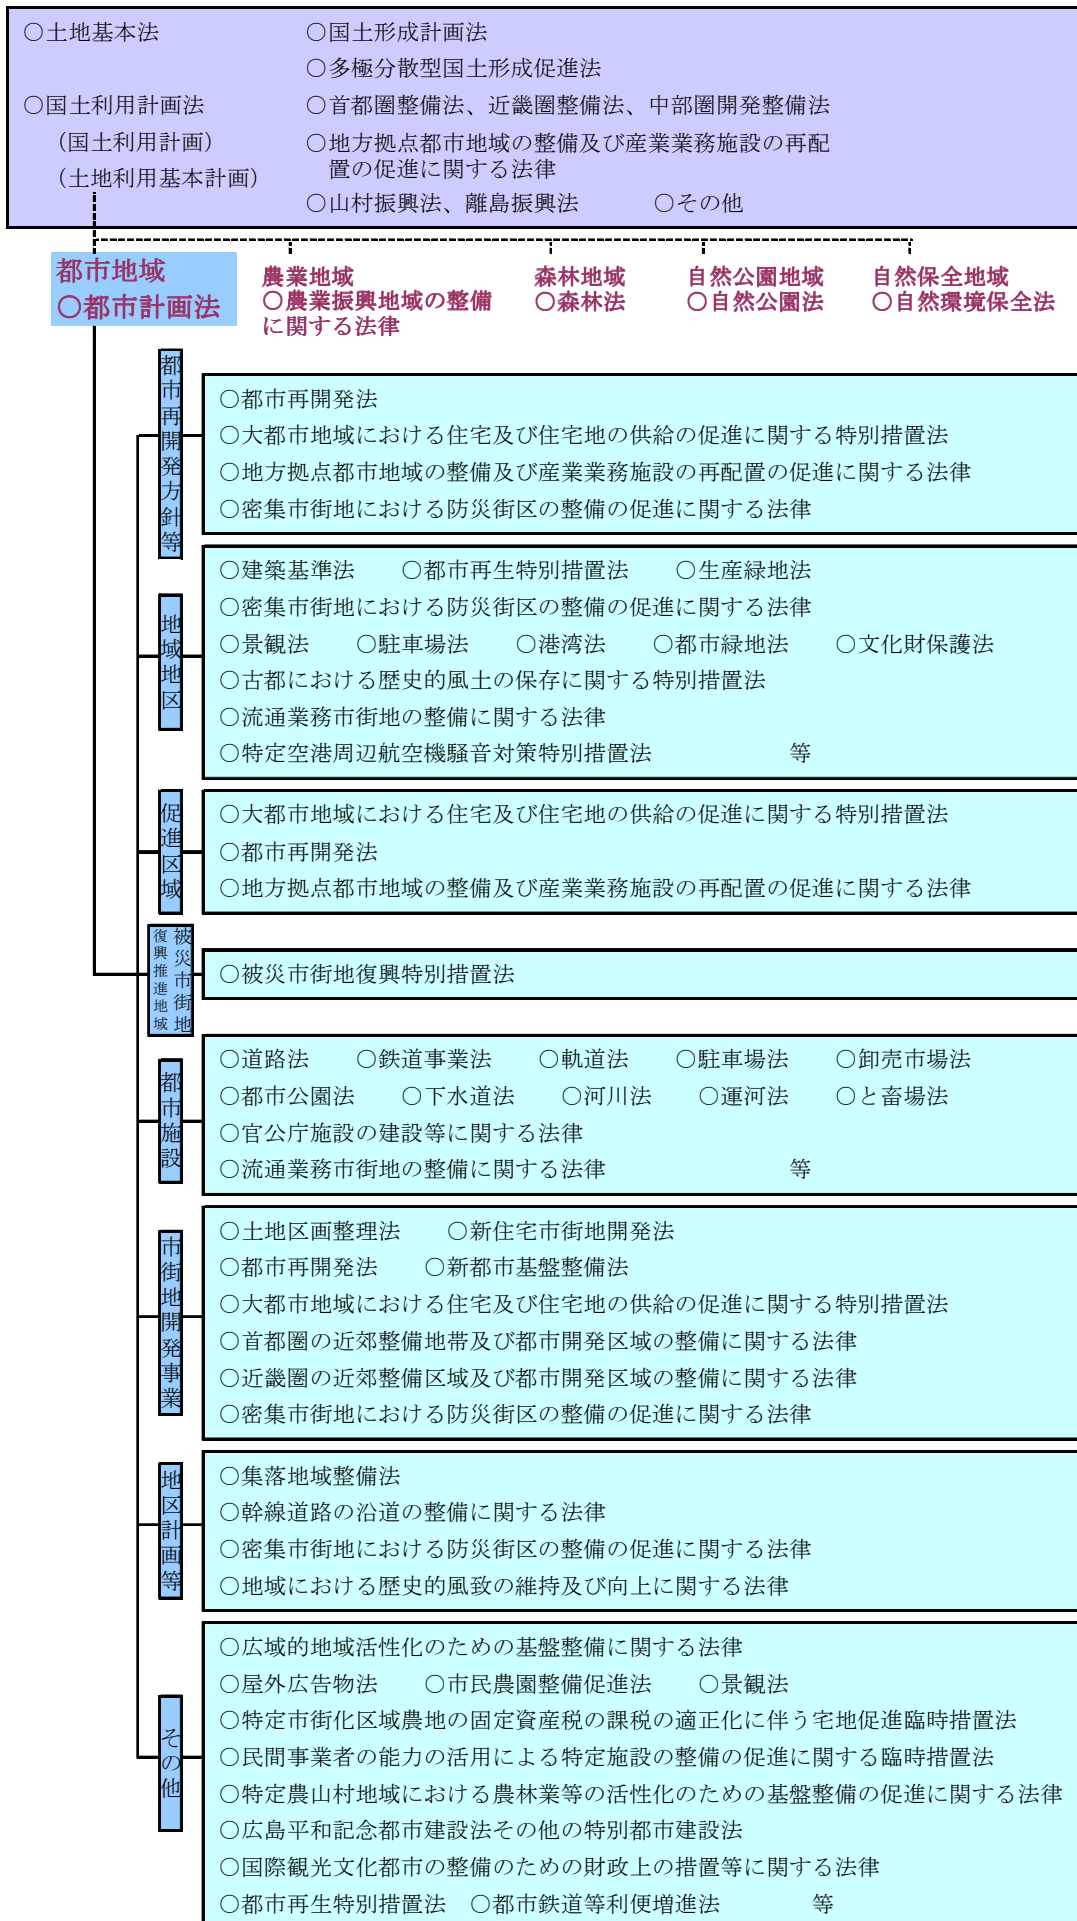 ○土地基本法　○国土形成計画法
○多極分散型国土形成促進法
○国土利用計画法　○首都圏整備法、近畿圏整備法、中部圏開発整備法
（国土利用計画）　○地方拠点都市地域の整備及び産業業務施設の再配
（土地利用基本計画）　置の促進に関する法律
○山村振興法、離島振興法　○その他
都市地域
○都市計画法
農業地域
○農業振興地域の整備
に関する法律
森林地域
○森林法
自然公園地域
○自然公園法
自然保全地域
○自然環境保全法
都市再開発方針等
○都市再開発法
○大都市地域における住宅及び住宅地の供給の促進に関する特別措置法
○地方拠点都市地域の整備及び産業業務施設の再配置の促進に関する法律
○密集市街地における防災街区の整備の促進に関する法律
地域地区
○建築基準法　○都市再生特別措置法　○生産緑地法
○密集市街地における防災街区の整備の促進に関する法律
○景観法　○駐車場法　○港湾法　○都市緑地法　○文化財保護法
○古都における歴史的風土の保存に関する特別措置法
○流通業務市街地の整備に関する法律
○特定空港周辺航空機騒音対策特別措置法　等
促進区域
○大都市地域における住宅及び住宅地の供給の促進に関する特別措置法
○都市再開発法
○地方拠点都市地域の整備及び産業業務施設の再配置の促進に関する法律
被災市街地
復興推進地域
○被災市街地復興特別措置法
都市施設
○道路法　○鉄道事業法　○軌道法　○駐車場法　○卸売市場法
○都市公園法　○下水道法　○河川法　○運河法　○と畜場法
○官公庁施設の建設等に関する法律
○流通業務市街地の整備に関する法律　等
市街地開発事業
○土地区画整理法　○新住宅市街地開発法
○都市再開発法　○新都市基盤整備法
○大都市地域における住宅及び住宅地の供給の促進に関する特別措置法
○首都圏の近郊整備地帯及び都市開発区域の整備に関する法律
○近畿圏の近郊整備区域及び都市開発区域の整備に関する法律
○密集市街地における防災街区の整備の促進に関する法律
地区計画等
○集落地域整備法
○幹線道路の沿道の整備に関する法律
○密集市街地における防災街区の整備の促進に関する法律
○地域における歴史的風致の維持及び向上に関する法律
その他
○広域的地域活性化のための基盤整備に関する法律
○屋外広告物法　○市民農園整備促進法　○景観法
○特定市街化区域農地の固定資産税の課税の適正化に伴う宅地促進臨時措置法
○民間事業者の能力の活用による特定施設の整備の促進に関する臨時措置法
○特定農山村地域における農林業等の活性化のための基盤整備の促進に関する法律
○広島平和記念都市建設法その他の特別都市建設法
○国際観光文化都市の整備のための財政上の措置等に関する法律
○都市再生特別措置法　○都市鉄道等利便増進法　等